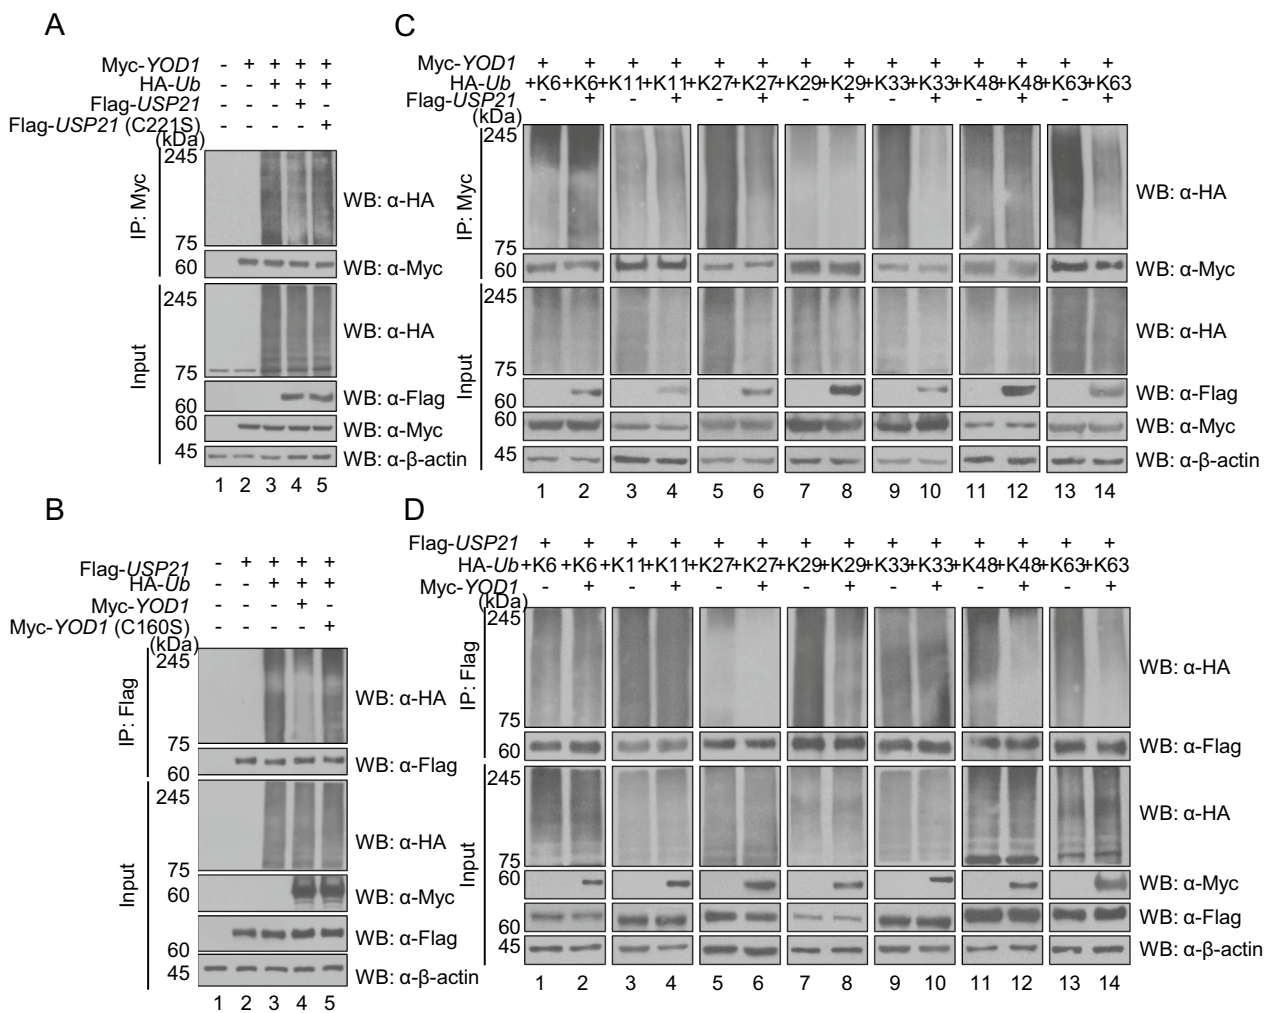 A
Myc-YOD1 - + + + +
HA-Ub - - + + +
Flag-USP21 - - - + -
Flag-USP21 (C221S) - - - - +
(kDa)
IP: Myc
245
WB: α-HA
75
60
WB: α-Myc
Input
245
WB: α-HA
75
WB: α-Flag
60
60
WB: α-Myc
45
WB: α-β-actin
1 2 3 4 5
B
Flag-USP21 - + + + +
HA-Ub - - + + +
Myc-YOD1 - - - + -
Myc-YOD1 (C160S) - - - - +
(kDa)
IP: Flag
245
WB: α-HA
75
WB: α-Flag
60
Input
245
WB: α-HA
75
60
WB: α-Myc
WB: α-Flag
60
45
WB: α-β-actin
1 2 3 4 5
C
Myc-YOD1 + + + + + + + + + + + + + +
HA-Ub +K6 +K6 +K11 +K11 +K27 +K27 +K29 +K29 +K33 +K33 +K48 +K48 +K63 +K63
Flag-USP21 - + - + - + - + - + - + - +
(kDa)
IP: Myc
245
WB: α-HA
75
60
WB: α-Myc
Input
245
WB: α-HA
75
WB: α-Flag
60
60
WB: α-Myc
45
WB: α-β-actin
1 2 3 4 5 6 7 8 9 10 11 12 13 14
D
Flag-USP21 + + + + + + + + + + + + + +
HA-Ub +K6 +K6 +K11 +K11 +K27 +K27 +K29 +K29 +K33 +K33 +K48 +K48 +K63 +K63
Myc-YOD1 - + - + - + - + - + - + - +
(kDa)
IP: Flag
245
WB: α-HA
75
60
WB: α-Flag
Input
245
WB: α-HA
75
60
WB: α-Myc
WB: α-Flag
60
45
WB: α-β-actin
1 2 3 4 5 6 7 8 9 10 11 12 13 14